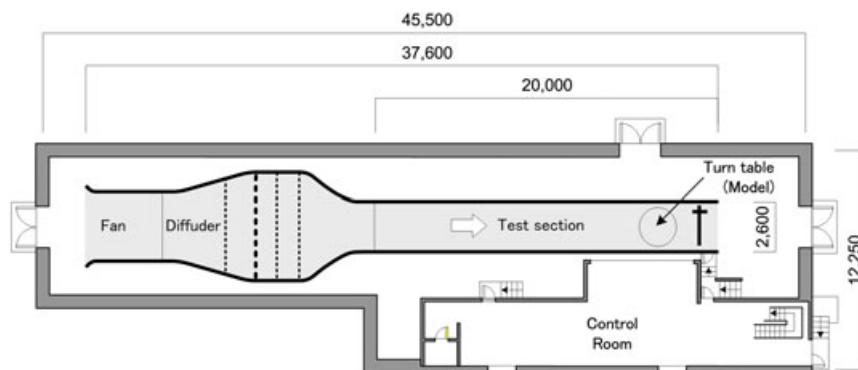 45,500
37,600
20,000
Turn table
(Model)
Fan
Diffuder
Test section
2,600
12,250
Control
Room